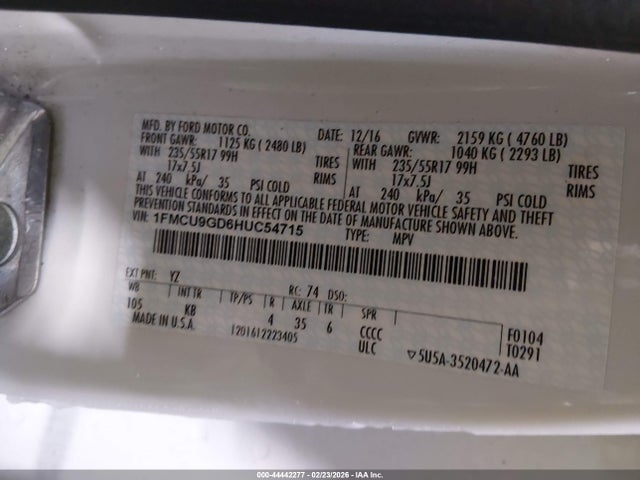 MFD. BY FORD MOTOR CO.
DATE: 12/16 GVWR: 2159 KG ( 4760 LB)
FRONT GAWR: 1125 KG ( 2480 LB) REAR GAWR: 1040 KG ( 2293 LB)
WITH 235/55R17 99H TIRES WITH 235/55R17 99H TIRES
17x7.5J RIMS 17x7.5J RIMS
AT 240 kPa/ 35 PSI COLD AT 240 kPa/ 35 PSI COLD
THIS VEHICLE CONFORMS TO ALL APPLICABLE FEDERAL MOTOR VEHICLE SAFETY AND THEFT
PREVENTION STANDARDS IN EFFECT ON THE DATE OF MANUFACTURE SHOWN ABOVE.
VIN: 1FMCU9GD6HUC54715 TYPE: MPV
EXT PNT: YZ RC: 74 DSO:
WB INT TR TP/PS R AXLE TR SPR
105 KB 4 35 6 CCCC F0104
MADE IN U.S.A. 1201612223405 ULC T0291
▽5U5A-3520472-AA
000-44442277 - 02/23/2026 - IAA Inc.